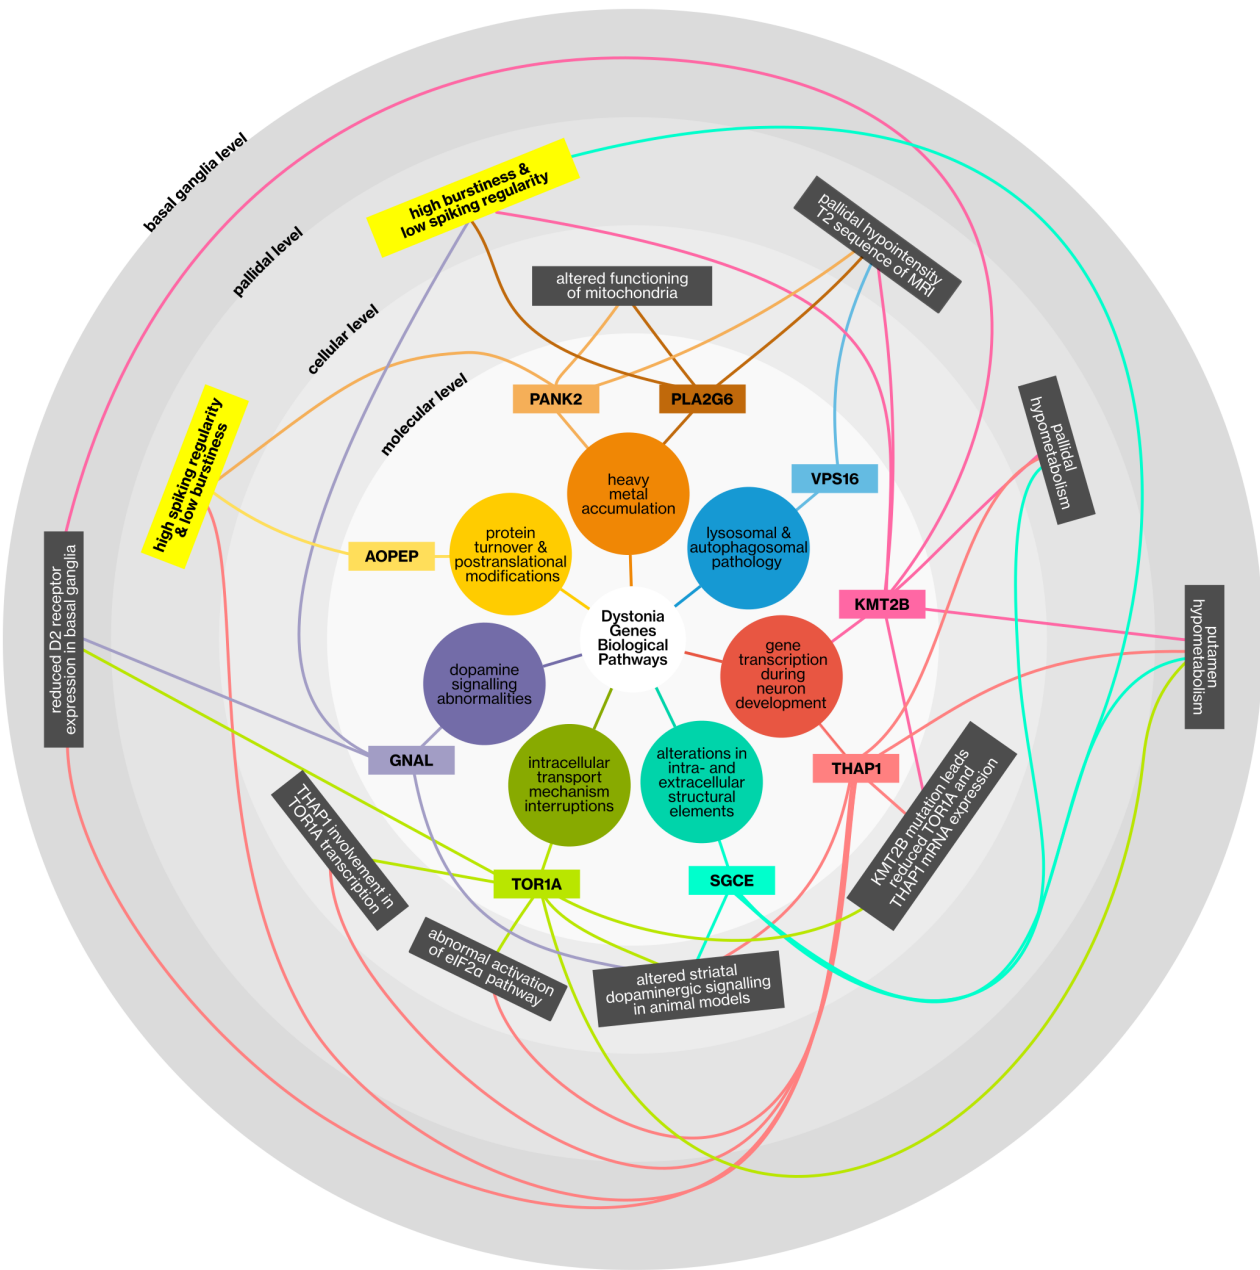 basal ganglia level
pallidal level
cellular level
molecular level
high burstiness &
low spiking regularity
pallidal hypointensity
T2 sequence of MRI
altered functioning
of mitochondria
high spiking regularity
& low burstiness
PANK2
PLA2G6
pallidal
hypometabolism
VPS16
heavy
metal
accumulation
AOPEP
protein
turnover &
postranslational
modifications
lysosomal &
autophagosomal
pathology
KMT2B
reduced D2 receptor
expression in basal ganglia
Dystonia
Genes
Biological
Pathways
putamen
hypometabolism
dopamine
signalling
abnormalities
gene
transcription
during
neuron
development
GNAL
THAP1
intracellular
transport
mechanism
interruptions
alterations in
intra- and
extracellular
structural
elements
THAP1 involvement in
TOR1A transcription
KMT2B mutation leads
reduced TOR1A and
THAP1 mRNA expression
TOR1A
SGCE
abnormal activation
of eIF2α pathway
altered striatal
dopaminergic signalling
in animal models